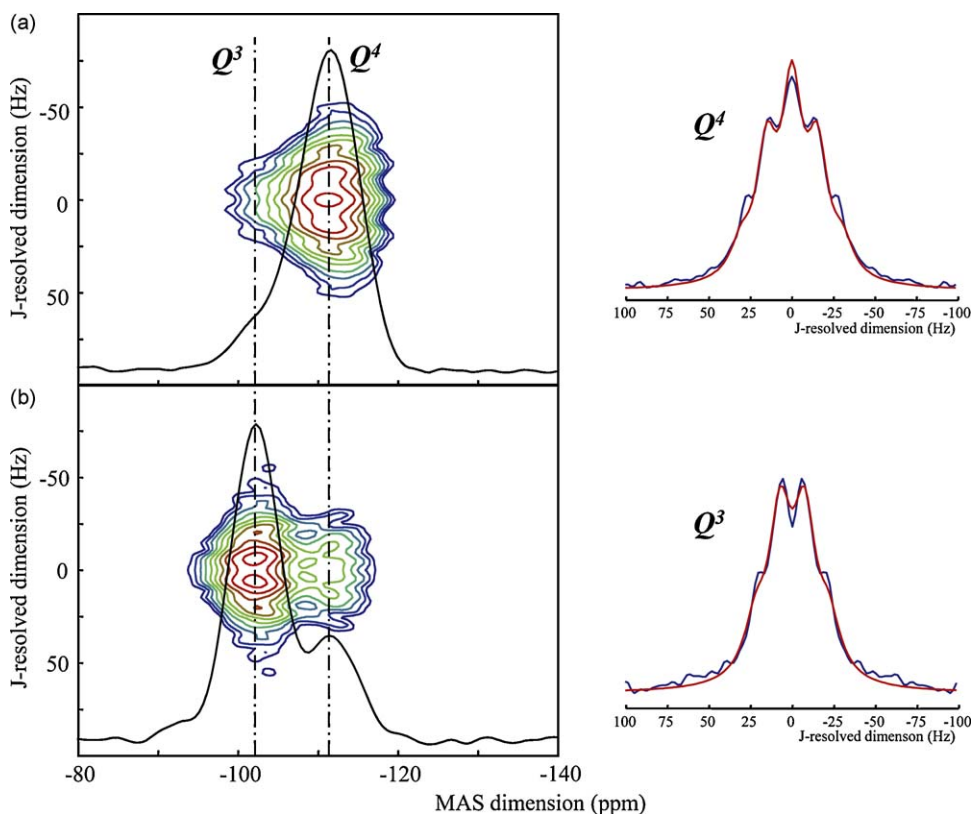 (a)
Q³
Q⁴
J-resolved dimension (Hz)
-50
0
50
Q⁴
100 75 50 25 0 -25 -50 -75 -100
J-resolved dimension (Hz)
(b)
J-resolved dimension (Hz)
-50
0
50
-80 -100 -120 -140
MAS dimension (ppm)
Q³
100 75 50 25 0 -25 -50 -75 -100
J-resolved dimenson (Hz)